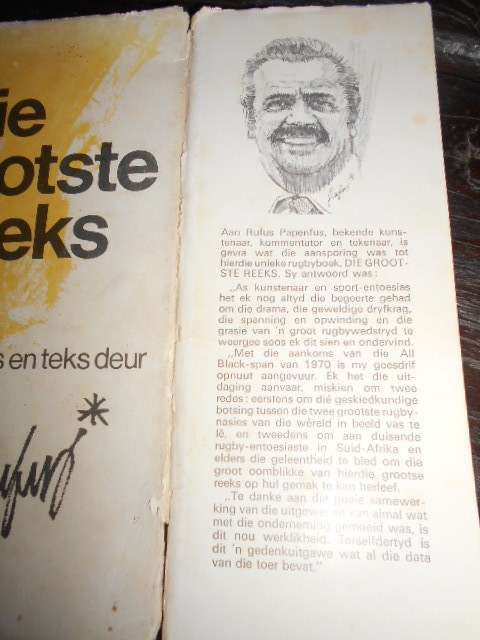 ie
otste
eks
s en teks deur
Aan Rufus Papenfus, bekende kuns-
tenaar, kommentator en tekenaar, is
gevra wat die aansporing was tot
hierdie unieke rugbyboek, DIE GROOT-
STE REEKS. Sy antwoord was:
„As kunstenaar en sport-entoesias
het ek nog altyd die begeerte gehad
om die drama, die geweldige dryfkrag,
die spanning en opwinding en die
grasie van 'n groot rugbywedstryd te
weergee soos ek dit sien en ondervind.
„Met die aankoms van die All
Black-span van 1970 is my geesdrif
opnuut aangevuur. Ek het die uit-
daging aanvaar, miskien om twee
redes: eerstens om dié geskiedkundige
botsing tussen die twee grootste rugby-
nasies van die wêreld in beeld vas te
lê, en tweedens om aan duisende
rugby-entoesiaste in Suid-Afrika en
elders die geleentheid te bied om die
groot oomblikke van hierdie grootse
reeks op hul gemak te kan herleef.
„Te danke aan die goeie samewer-
king van die uitgewer en van almal wat
met die onderneming gemoeid was, is
dit nou werklikheid. Terselfdertyd is
dit 'n gedenkuitgawe wat al die data
van die toer bevat."